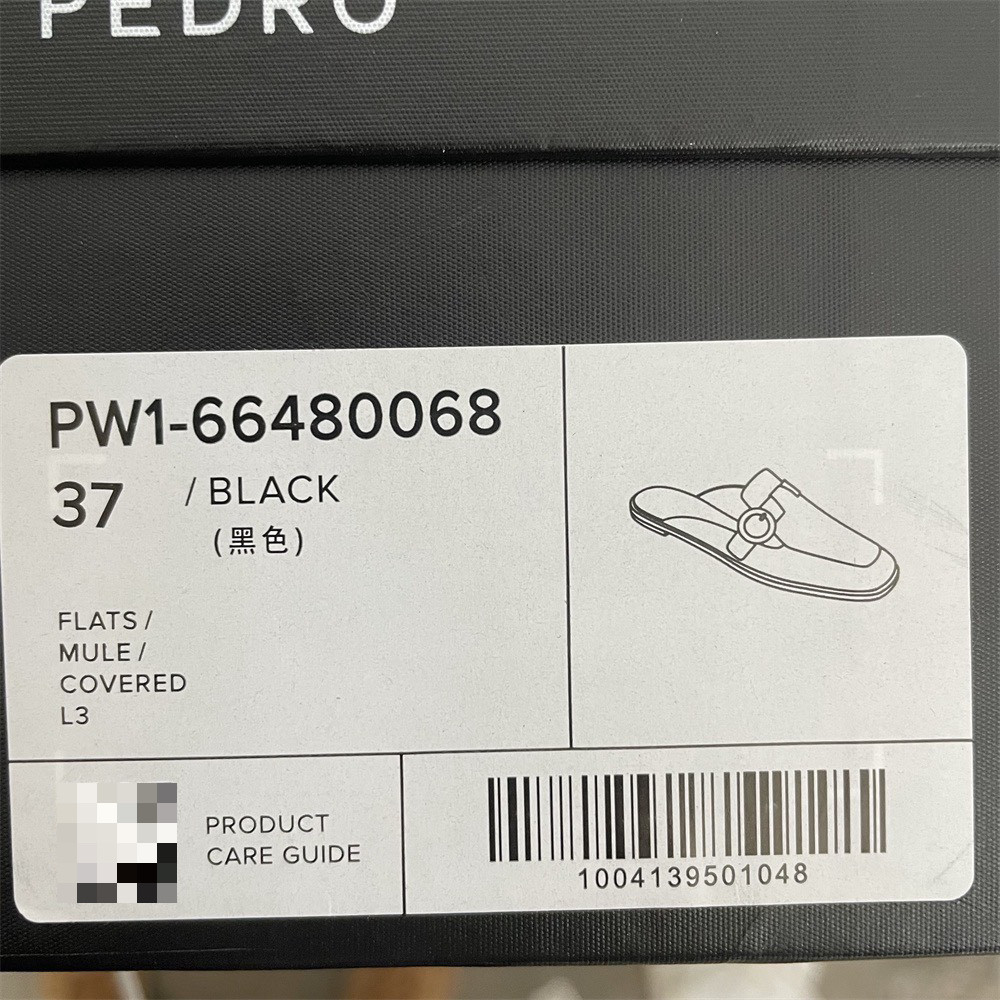 PEDRO
PW1-66480068
37 / BLACK
(黑色)
FLATS /
MULE /
COVERED
L3
PRODUCT
CARE GUIDE
1004139501048